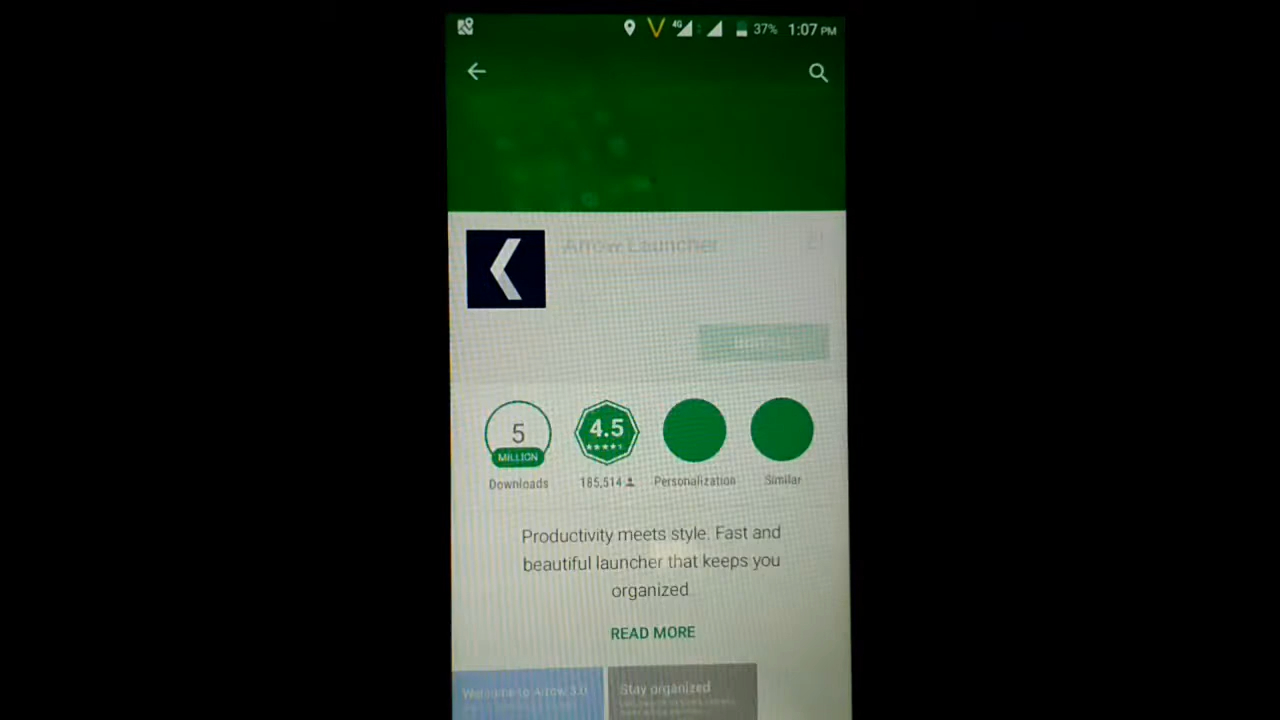 4G 37% 1:07 PM
Arrow Launcher
5
MILLION
Downloads
4.5
185,514
Personalization
Similar
Productivity meets style. Fast and
beautiful launcher that keeps you
organized
READ MORE
Welcome to Arrow 3.0
Stay organized